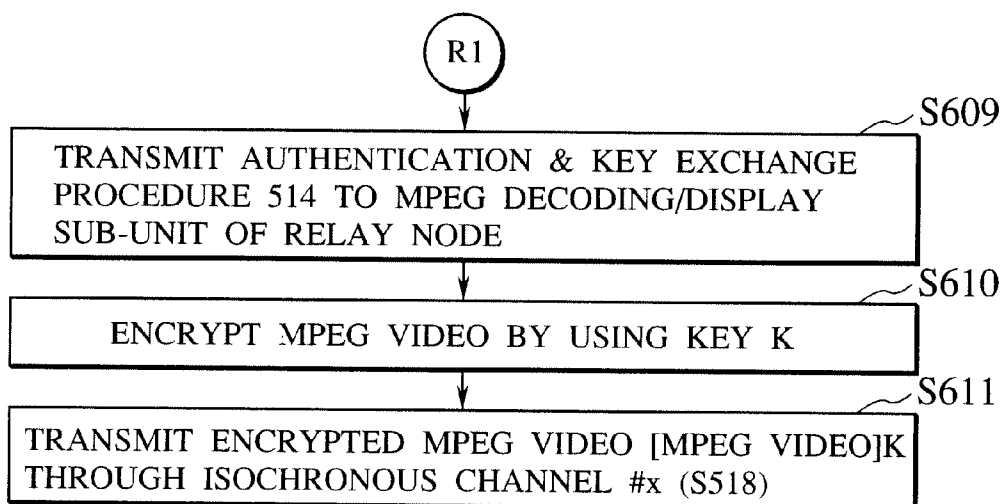 R1
S609
TRANSMIT AUTHENTICATION & KEY EXCHANGE
PROCEDURE 514 TO MPEG DECODING/DISPLAY
SUB-UNIT OF RELAY NODE
S610
ENCRYPT MPEG VIDEO BY USING KEY K
S611
TRANSMIT ENCRYPTED MPEG VIDEO [MPEG VIDEO]K
THROUGH ISOCHRONOUS CHANNEL #x (S518)